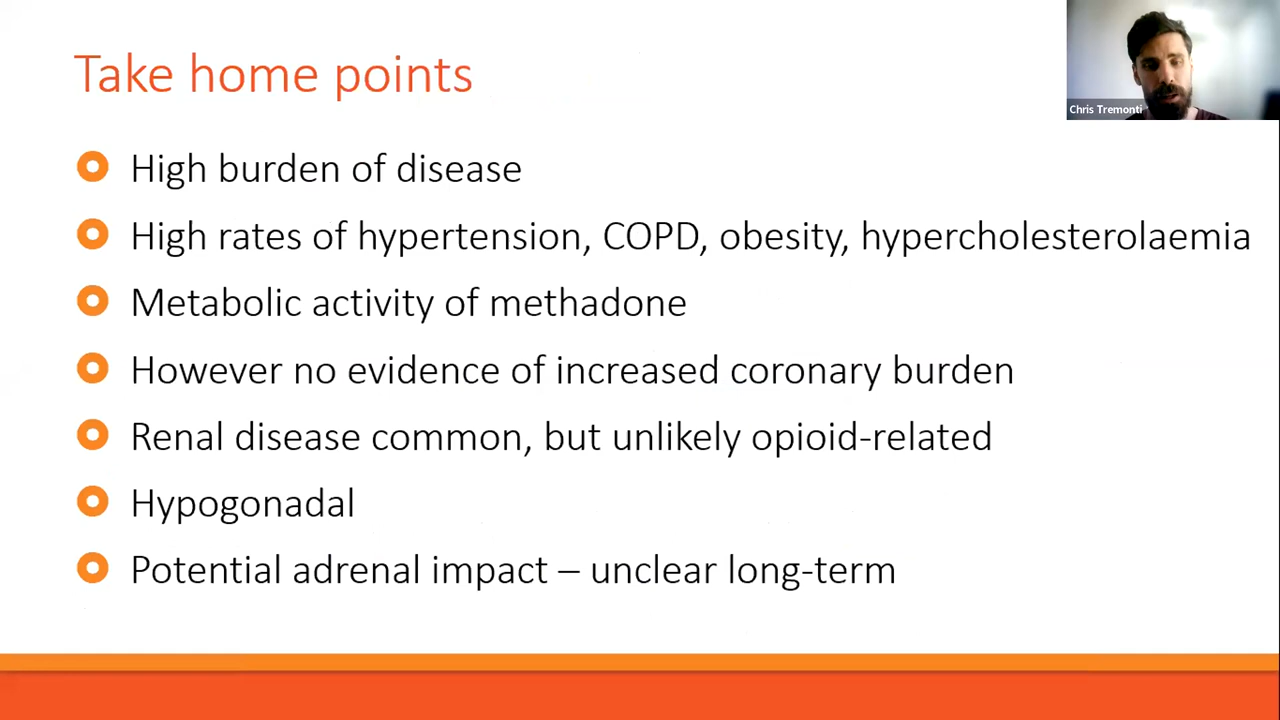 Take home points
Chris Tremonti
High burden of disease
High rates of hypertension, COPD, obesity, hypercholesterolaemia
Metabolic activity of methadone
However no evidence of increased coronary burden
Renal disease common, but unlikely opioid-related
Hypogonadal
Potential adrenal impact – unclear long-term